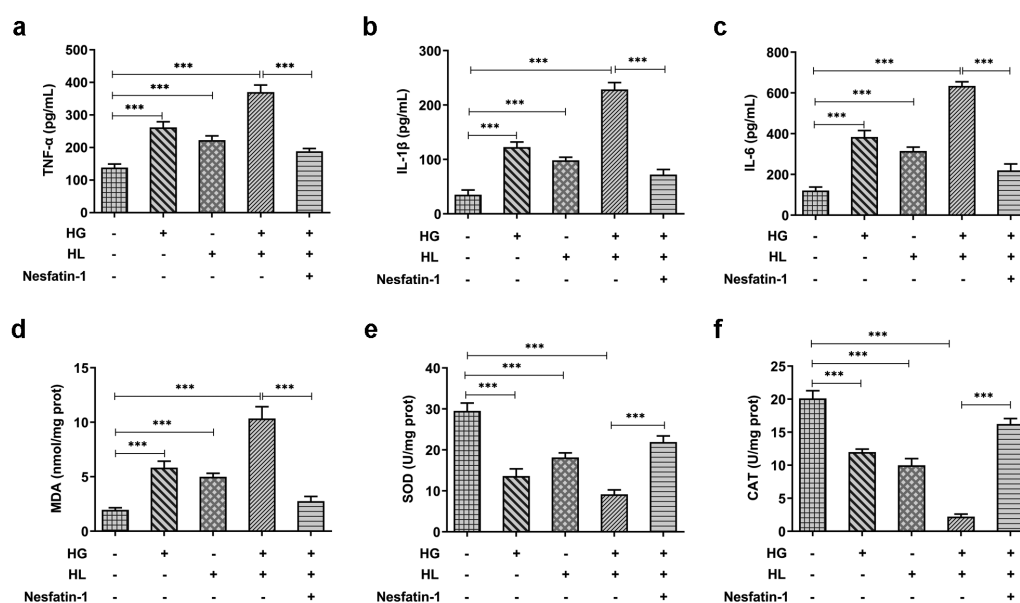 a
TNF-α (pg/mL)
500
400
300
200
100
0
***
***
***
***
HG - + - + +
HL - - + + +
Nesfatin-1 - - - - +
b
IL-1β (pg/mL)
300
200
100
0
***
***
***
***
HG - + - + +
HL - - + + +
Nesfatin-1 - - - - +
c
IL-6 (pg/mL)
800
600
400
200
0
***
***
***
***
HG - + - + +
HL - - + + +
Nesfatin-1 - - - - +
d
MDA (nmol/mg prot)
15
10
5
0
***
***
***
***
HG - + - + +
HL - - + + +
Nesfatin-1 - - - - +
e
SOD (U/mg prot)
40
30
20
10
0
***
***
***
***
HG - + - + +
HL - - + + +
Nesfatin-1 - - - - +
f
CAT (U/mg prot)
25
20
15
10
5
0
***
***
***
***
HG - + - + +
HL - - + + +
Nesfatin-1 - - - - +